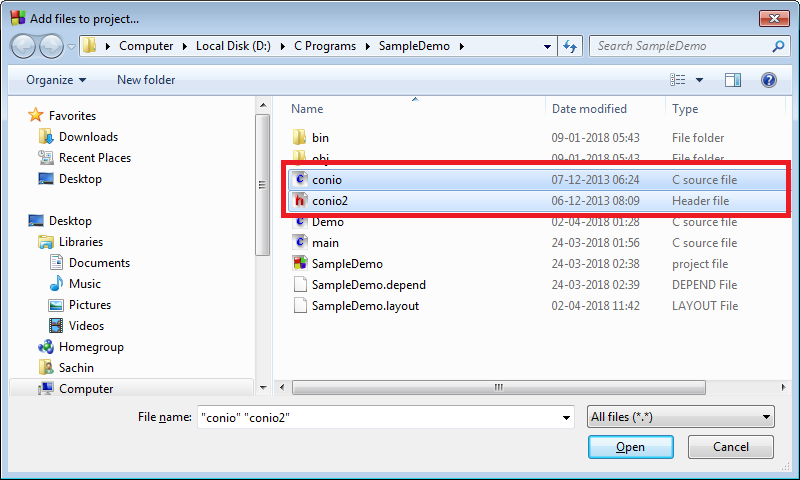 Add files to project...
Computer Local Disk (D:) C Programs SampleDemo Search SampleDemo
Organize New folder
Favorites
Downloads
Recent Places
Desktop
Desktop
Libraries
Documents
Music
Pictures
Videos
Homegroup
Sachin
Computer
Name Date modified Type
bin 09-01-2018 05:43 File folder
obj 09-01-2018 05:43 File folder
conio 07-12-2013 06:24 C source file
conio2 06-12-2013 08:09 Header file
Demo 02-04-2018 01:28 C source file
main 24-03-2018 01:56 C source file
SampleDemo 24-03-2018 02:38 project file
SampleDemo.depend 24-03-2018 02:39 DEPEND File
SampleDemo.layout 02-04-2018 11:42 LAYOUT File
File name: "conio" "conio2" All files (*.*)
Open Cancel